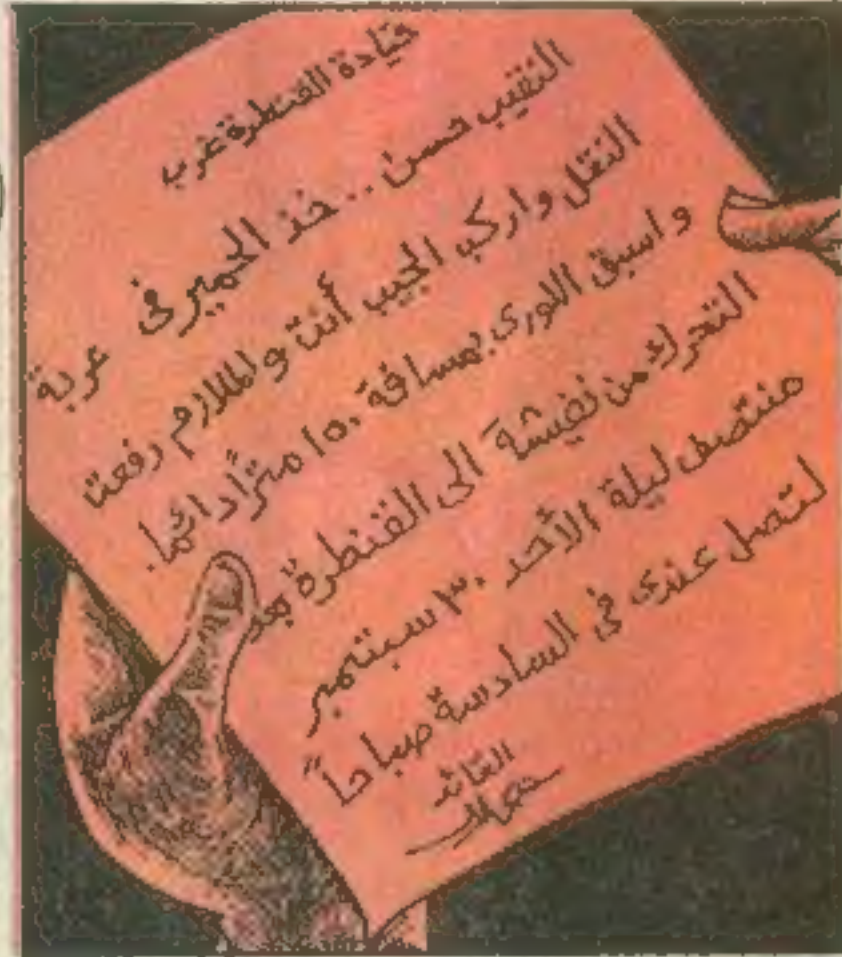 قيادة القنطرة غرب
النقيب حسن .. خذ الحمير فى عربة
النقل واركب الجيب أنت والملازم رفعت
واسبق اللورى بمسافة ١٥٠ مترًا دائما.
التحرك من نفيشة الى القنطرة بعد
منتصف ليلة الأحد ٣٠ سبتمبر
لتصل عندى فى السادسة صباحاً
القائد